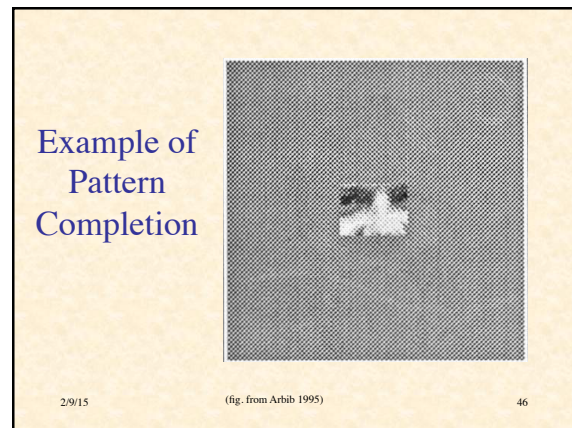 Example of
Pattern
Completion
2/9/15
(fig. from Arbib 1995)
46